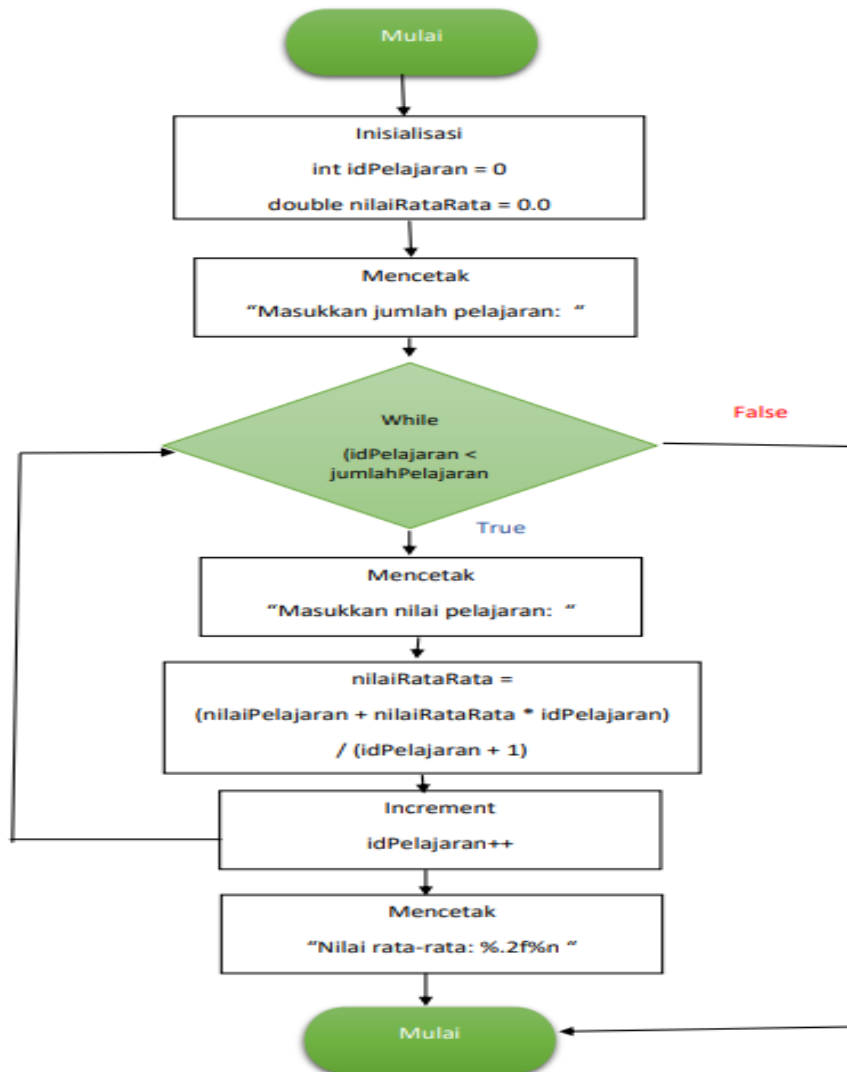 Mulai
Inisialisasi
int idPelajaran = 0
double nilaiRataRata = 0.0
Mencetak
“Masukkan jumlah pelajaran:  “
While
(idPelajaran <
jumlahPelajaran
False
True
Mencetak
“Masukkan nilai pelajaran:  “
nilaiRataRata =
(nilaiPelajaran + nilaiRataRata * idPelajaran)
/ (idPelajaran + 1)
Increment
idPelajaran++
Mencetak
“Nilai rata-rata: %.2f%n “
Mulai